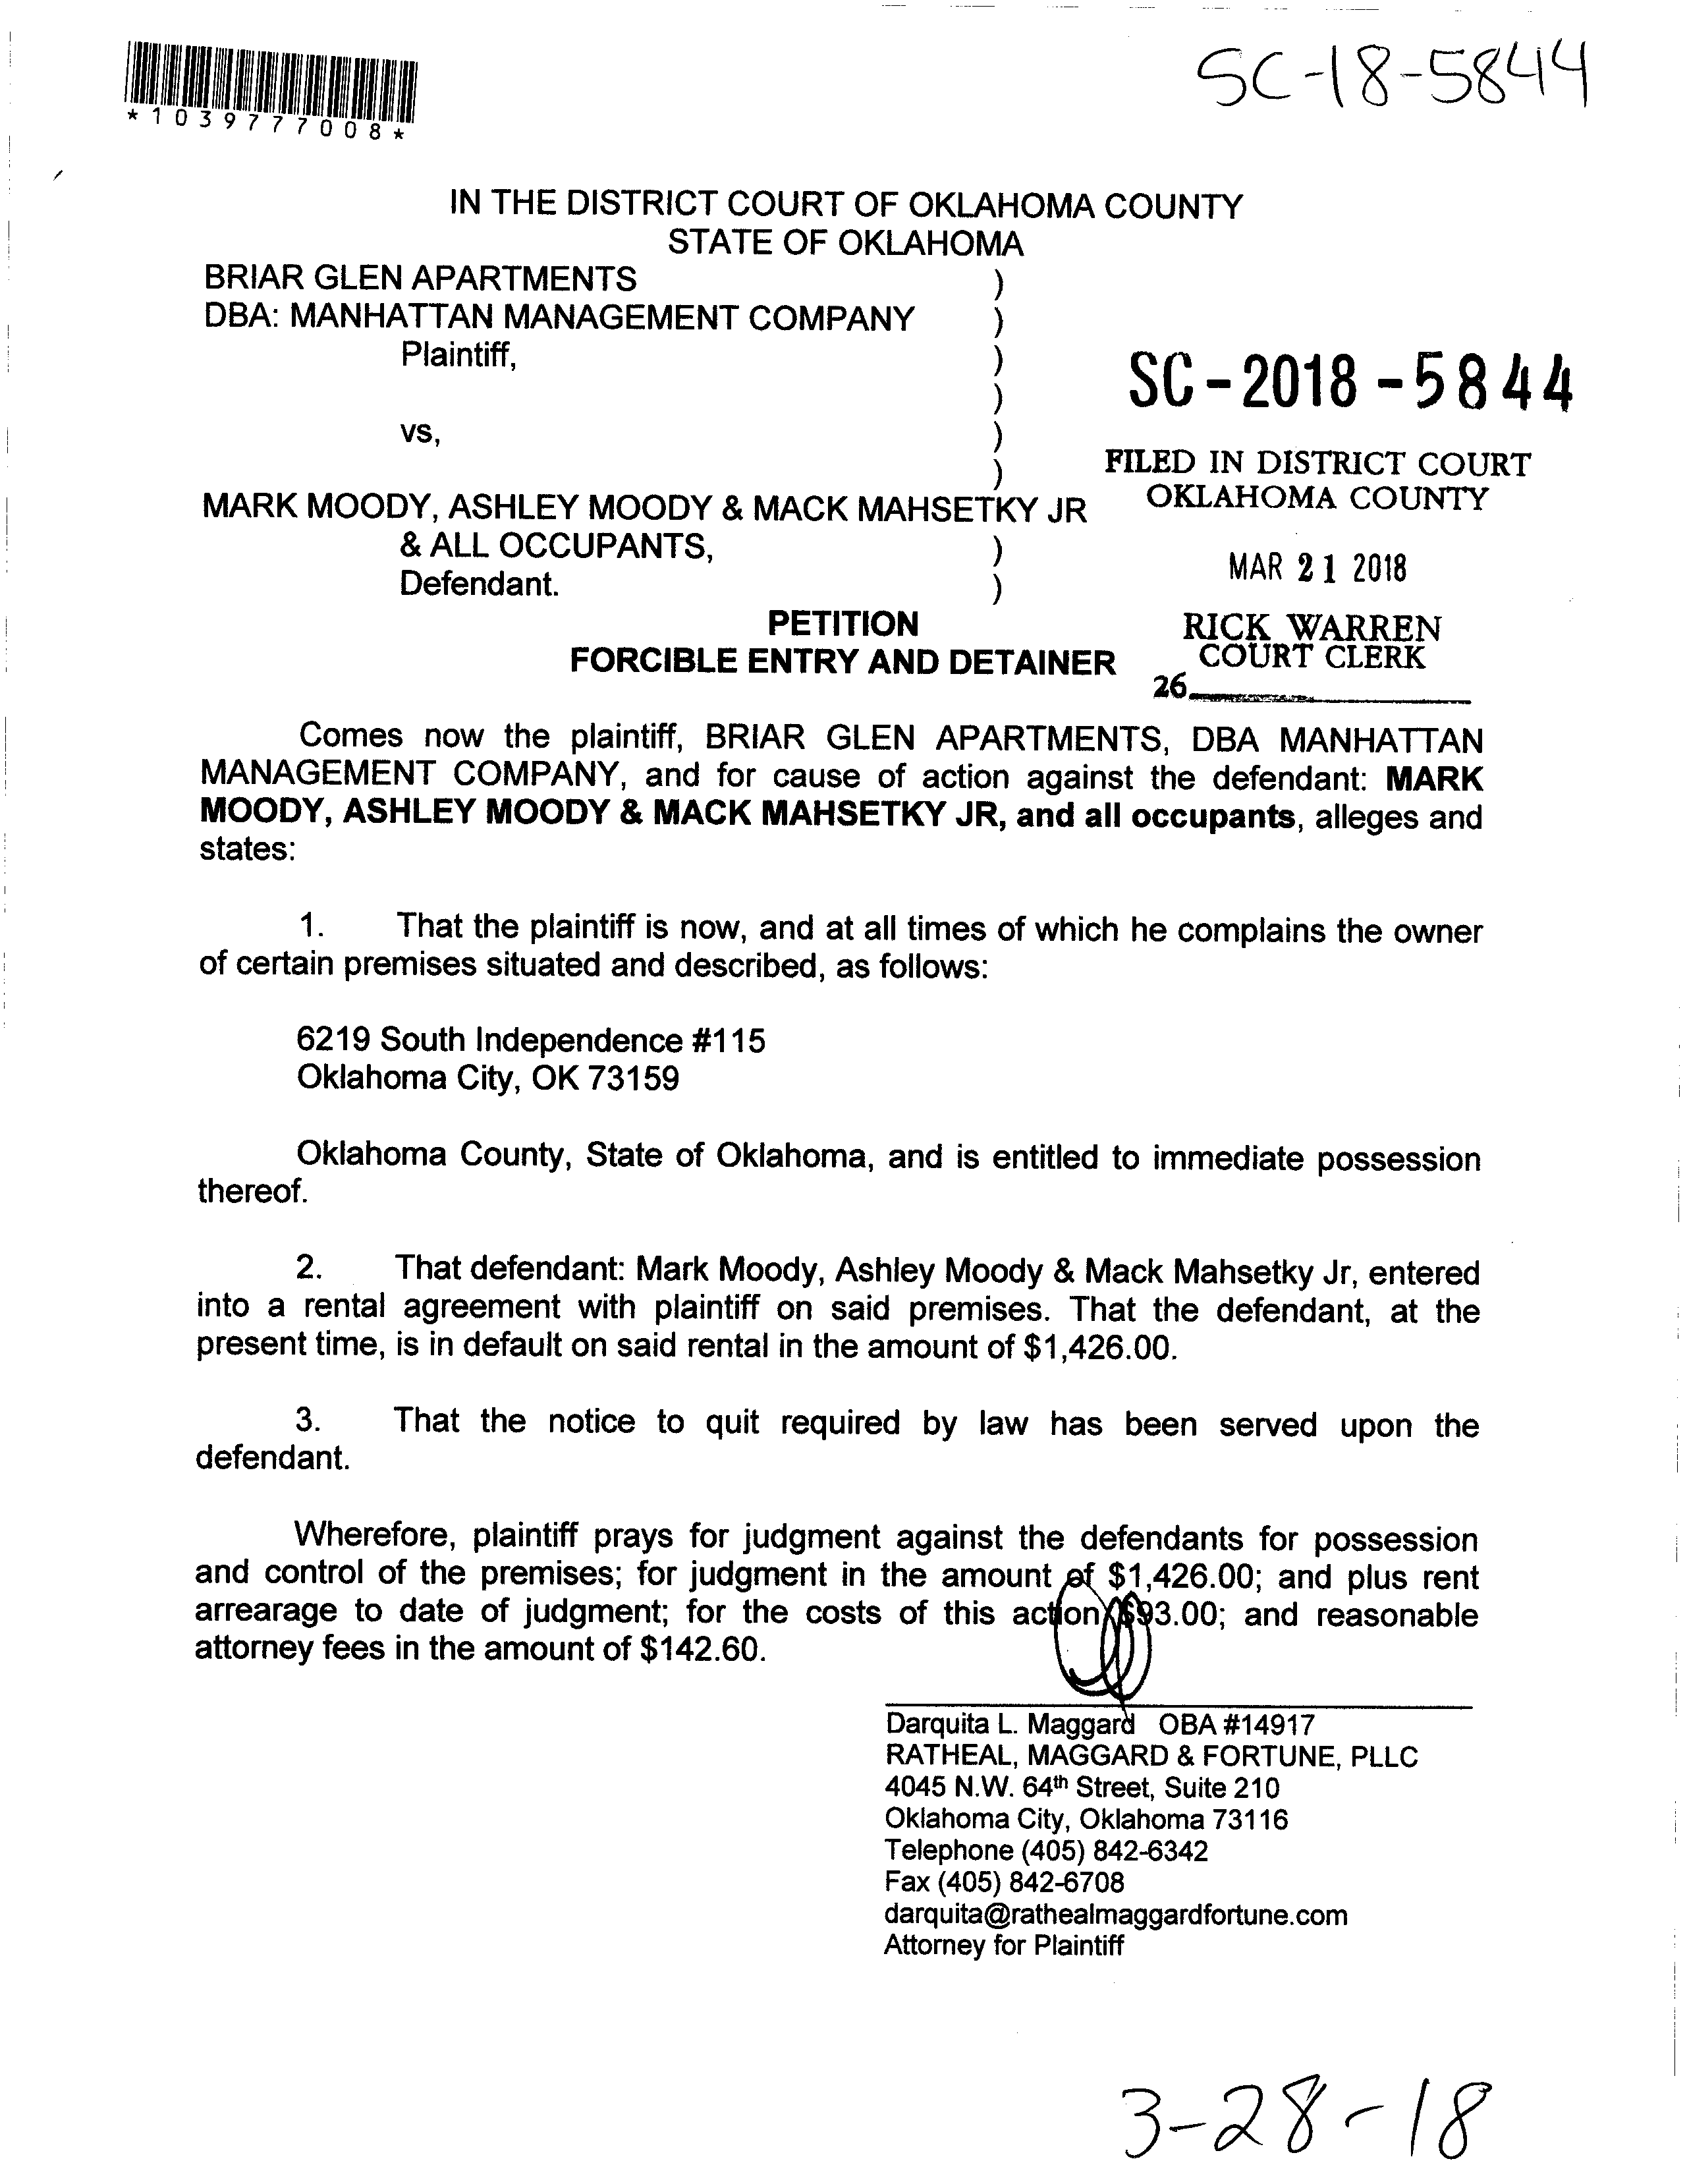 *1039777008*
SC-18-5844
IN THE DISTRICT COURT OF OKLAHOMA COUNTY
STATE OF OKLAHOMA
BRIAR GLEN APARTMENTS )
DBA: MANHATTAN MANAGEMENT COMPANY )
Plaintiff, )
)
SC-2018-5844
vs, )
)
FILED IN DISTRICT COURT
OKLAHOMA COUNTY
MARK MOODY, ASHLEY MOODY & MACK MAHSETKY JR
& ALL OCCUPANTS, )
Defendant. )
MAR 21 2018
PETITION
FORCIBLE ENTRY AND DETAINER
RICK WARREN
COURT CLERK
26
Comes now the plaintiff, BRIAR GLEN APARTMENTS, DBA MANHATTAN
MANAGEMENT COMPANY, and for cause of action against the defendant: MARK
MOODY, ASHLEY MOODY & MACK MAHSETKY JR, and all occupants, alleges and
states:
1. That the plaintiff is now, and at all times of which he complains the owner
of certain premises situated and described, as follows:
6219 South Independence #115
Oklahoma City, OK 73159
Oklahoma County, State of Oklahoma, and is entitled to immediate possession
thereof.
2. That defendant: Mark Moody, Ashley Moody & Mack Mahsetky Jr, entered
into a rental agreement with plaintiff on said premises. That the defendant, at the
present time, is in default on said rental in the amount of $1,426.00.
3. That the notice to quit required by law has been served upon the
defendant.
Wherefore, plaintiff prays for judgment against the defendants for possession
and control of the premises; for judgment in the amount of $1,426.00; and plus rent
arrearage to date of judgment; for the costs of this action $93.00; and reasonable
attorney fees in the amount of $142.60.
Darquita L. Maggard OBA #14917
RATHEAL, MAGGARD & FORTUNE, PLLC
4045 N.W. 64th Street, Suite 210
Oklahoma City, Oklahoma 73116
Telephone (405) 842-6342
Fax (405) 842-6708
darquita@rathealmaggardfortune.com
Attorney for Plaintiff
3-28-18